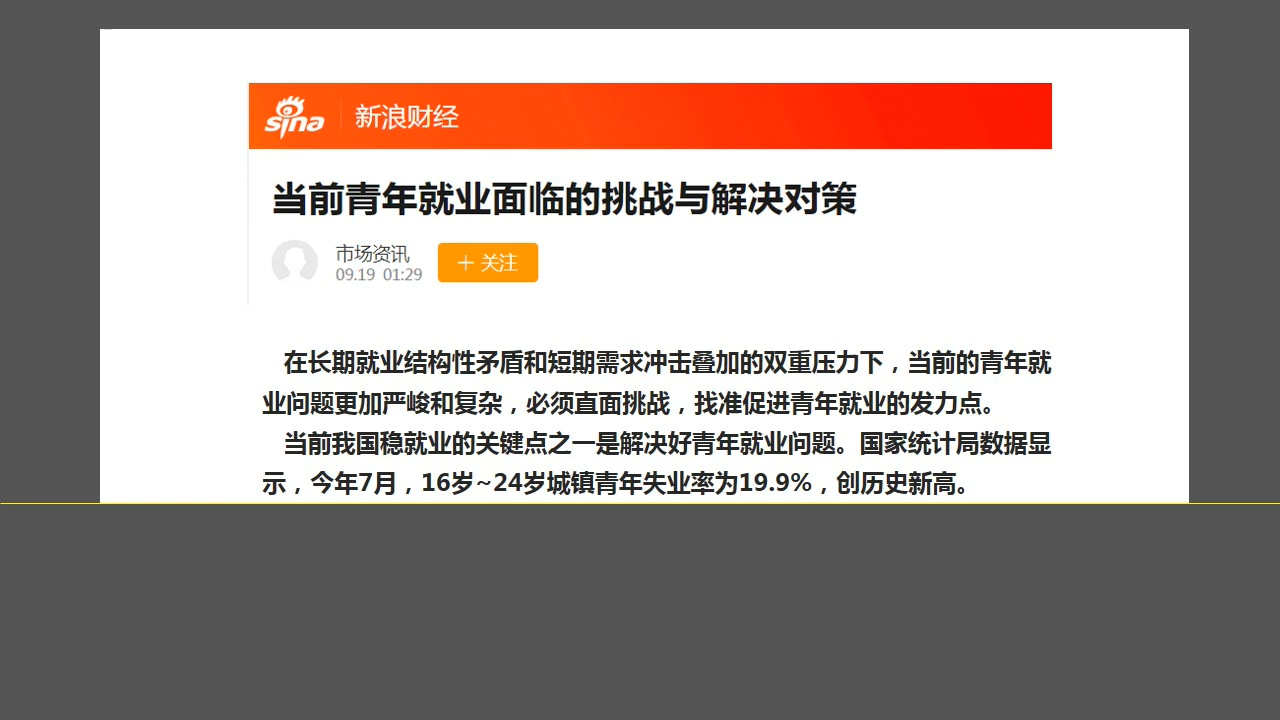 sina 新浪财经
当前青年就业面临的挑战与解决对策
市场资讯
09.19 01:29
＋ 关注
在长期就业结构性矛盾和短期需求冲击叠加的双重压力下，当前的青年就
业问题更加严峻和复杂，必须直面挑战，找准促进青年就业的发力点。
当前我国稳就业的关键点之一是解决好青年就业问题。国家统计局数据显
示，今年7月，16岁~24岁城镇青年失业率为19.9%，创历史新高。